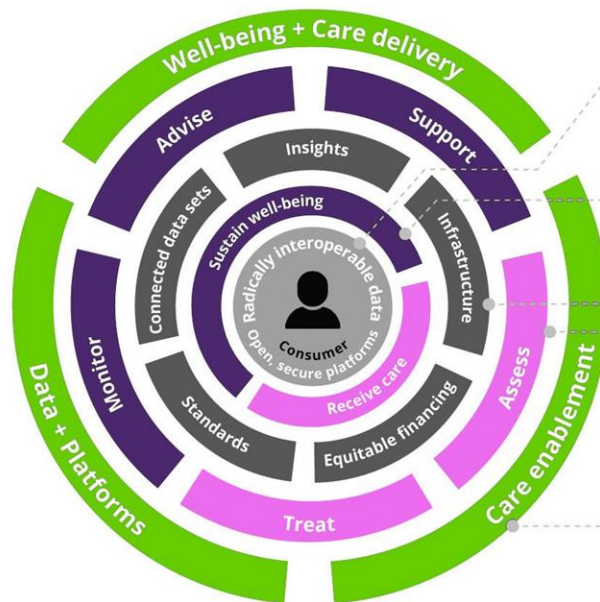 Well-being + Care delivery
Advise
Support
Insights
Connected data sets
Sustain well-being
Infrastructure
Radically interoperable data
Consumer
Open, secure platforms
Monitor
Assess
Receive care
Standards
Equitable financing
Treat
Data + Platforms
Care enablement